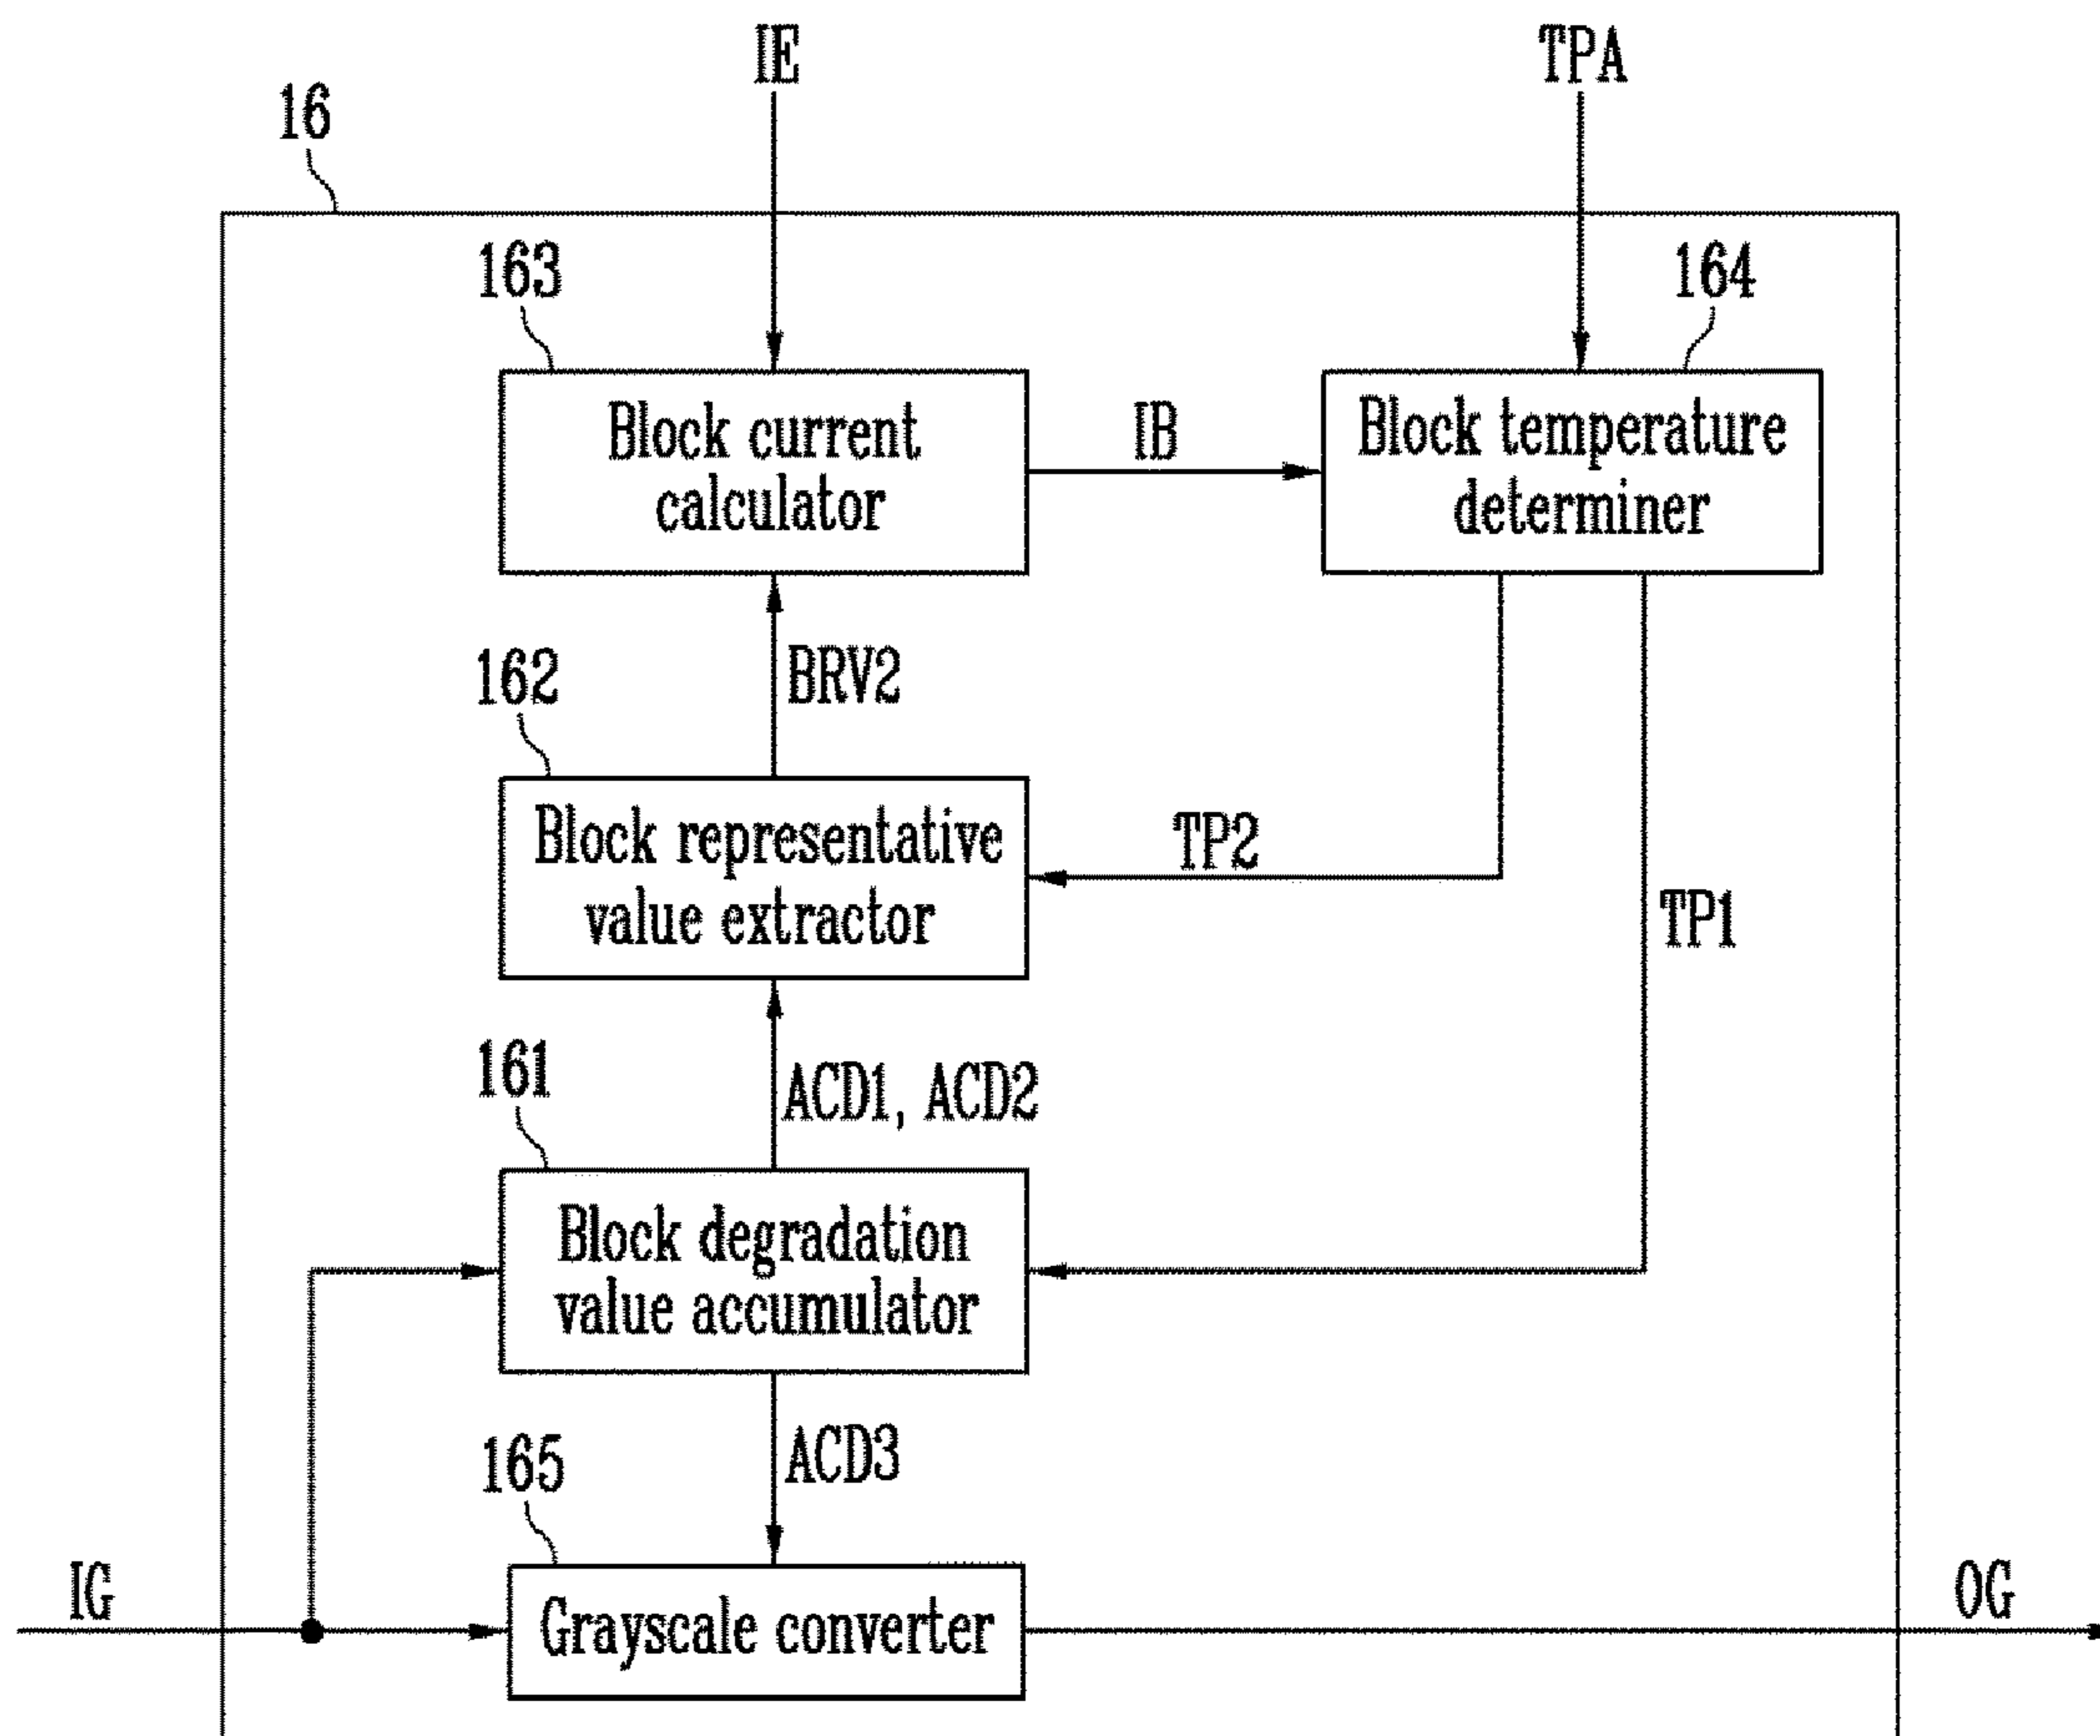 IE
TPA
16
163
164
Block current
calculator
IB
Block temperature
determiner
162
BRV2
Block representative
value extractor
TP2
TP1
161
ACD1, ACD2
Block degradation
value accumulator
165
ACD3
IG
Grayscale converter
OG